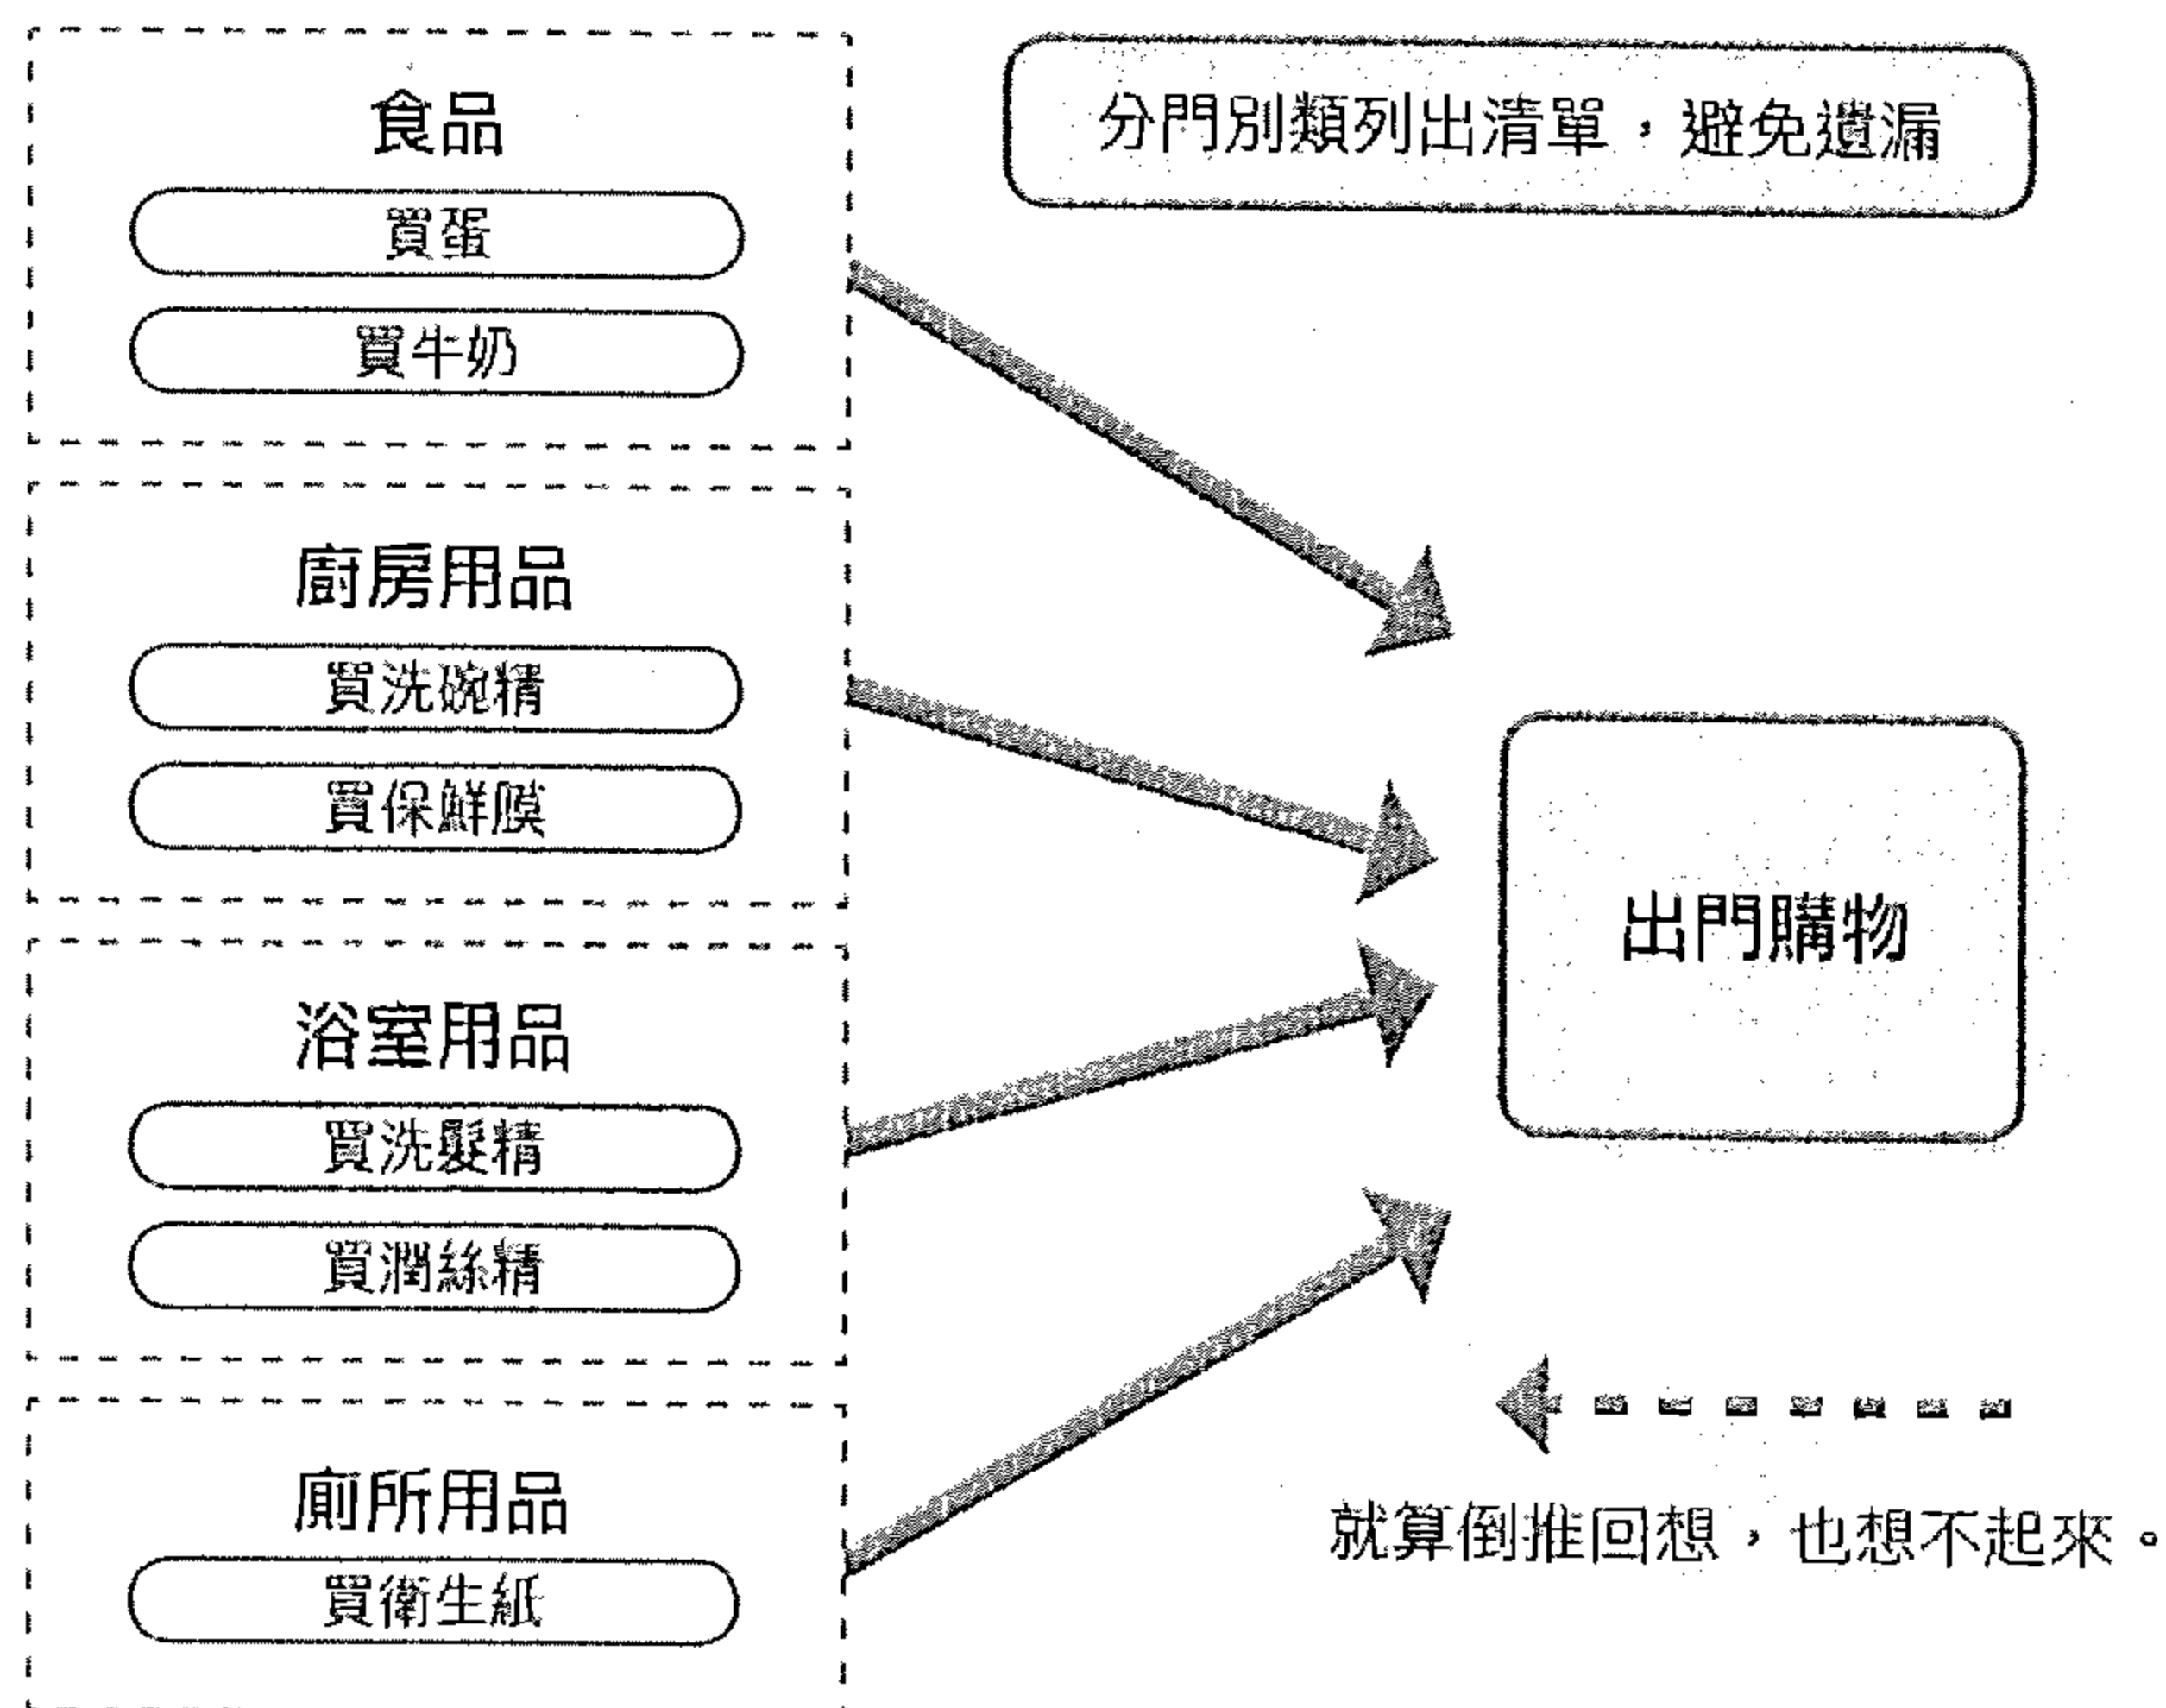 食品
買蛋
買牛奶
廚房用品
買洗碗精
買保鮮膜
浴室用品
買洗髮精
買潤絲精
廁所用品
買衛生紙
分門別類列出清單，避免遺漏
出門購物
就算倒推回想，也想不起來。